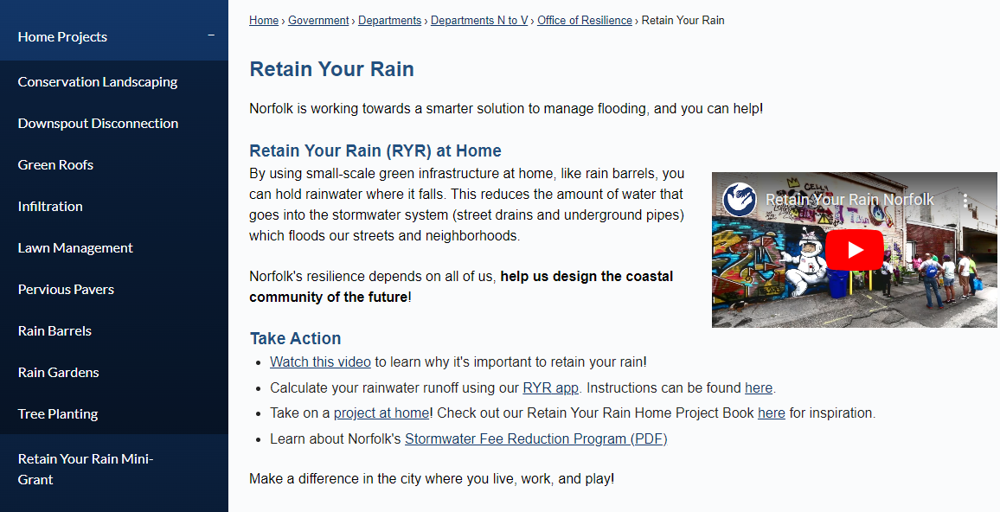 Home Projects
–
Conservation Landscaping
Downspout Disconnection
Green Roofs
Infiltration
Lawn Management
Pervious Pavers
Rain Barrels
Rain Gardens
Tree Planting
Retain Your Rain Mini-
Grant
Home › Government › Departments › Departments N to V › Office of Resilience › Retain Your Rain
Retain Your Rain
Norfolk is working towards a smarter solution to manage flooding, and you can help!
Retain Your Rain (RYR) at Home
By using small-scale green infrastructure at home, like rain barrels, you
can hold rainwater where it falls. This reduces the amount of water that
goes into the stormwater system (street drains and underground pipes)
which floods our streets and neighborhoods.
Norfolk's resilience depends on all of us, help us design the coastal
community of the future!
Retain Your Rain Norfolk
Take Action
• Watch this video to learn why it's important to retain your rain!
• Calculate your rainwater runoff using our RYR app. Instructions can be found here.
• Take on a project at home! Check out our Retain Your Rain Home Project Book here for inspiration.
• Learn about Norfolk's Stormwater Fee Reduction Program (PDF)
Make a difference in the city where you live, work, and play!